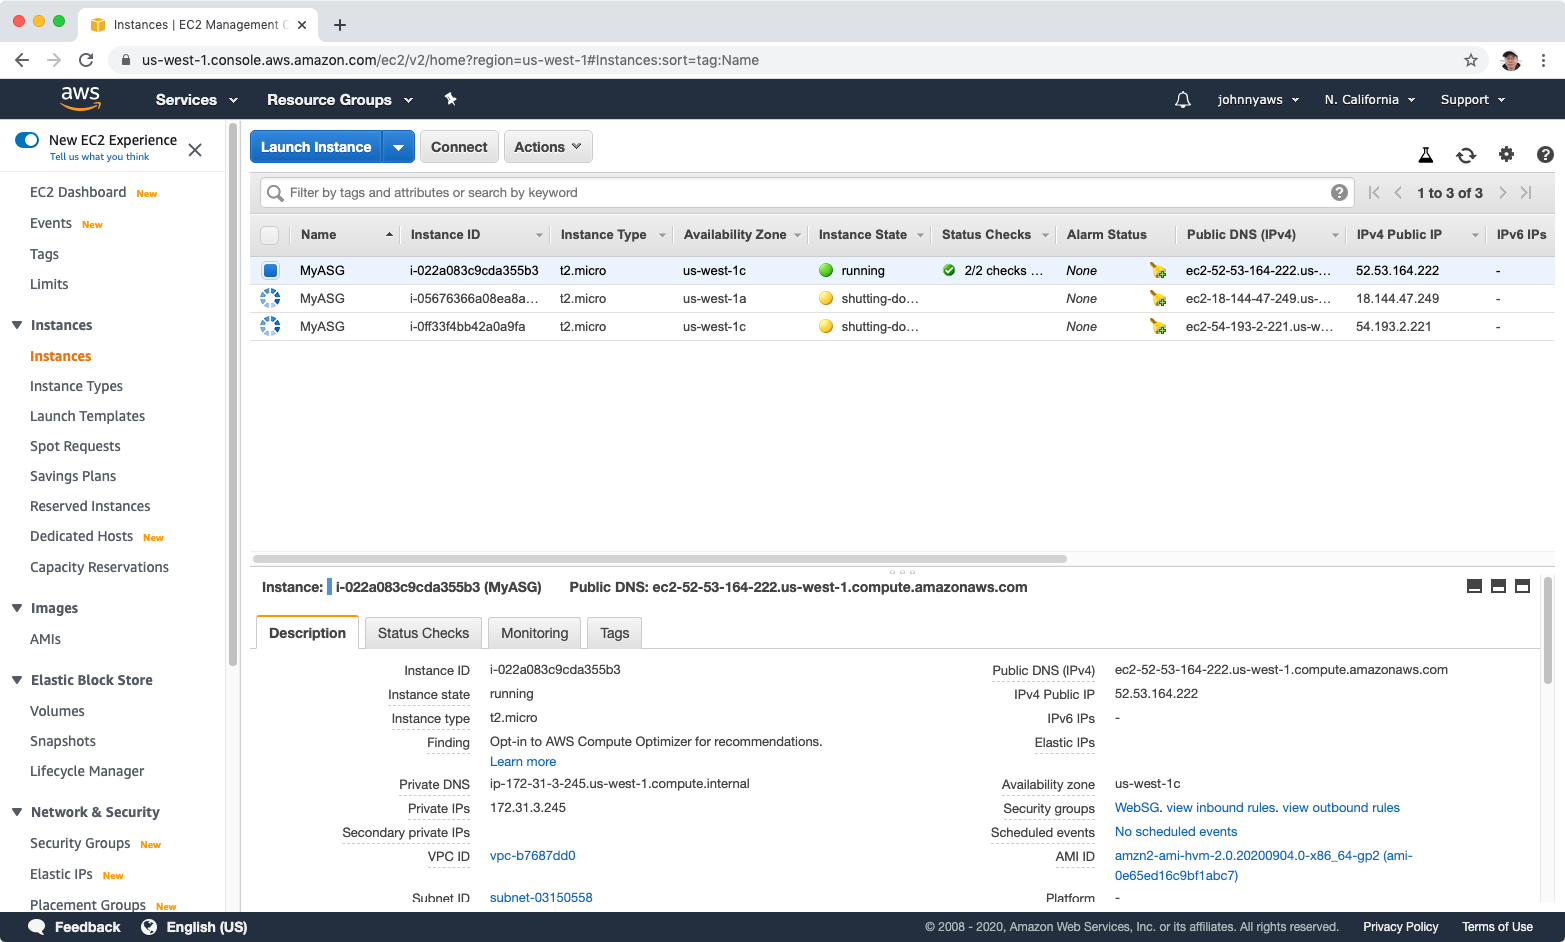 Instances | EC2 Management C
us-west-1.console.aws.amazon.com/ec2/v2/home?region=us-west-1#Instances:sort=tag:Name
aws Services Resource Groups johnnyaws N. California Support
New EC2 Experience
Tell us what you think
EC2 Dashboard New
Events New
Tags
Limits
Instances
Instances
Instance Types
Launch Templates
Spot Requests
Savings Plans
Reserved Instances
Dedicated Hosts New
Capacity Reservations
Images
AMIs
Elastic Block Store
Volumes
Snapshots
Lifecycle Manager
Network & Security
Security Groups New
Elastic IPs New
Placement Groups New
Launch Instance Connect Actions
Filter by tags and attributes or search by keyword 1 to 3 of 3
Name Instance ID Instance Type Availability Zone Instance State Status Checks Alarm Status Public DNS (IPv4) IPv4 Public IP IPv6 IPs
MyASG i-022a083c9cda355b3 t2.micro us-west-1c running 2/2 checks ... None ec2-52-53-164-222.us-... 52.53.164.222 -
MyASG i-05676366a08ea8a... t2.micro us-west-1a shutting-do... None ec2-18-144-47-249.us-... 18.144.47.249 -
MyASG i-0ff33f4bb42a0a9fa t2.micro us-west-1c shutting-do... None ec2-54-193-2-221.us-w... 54.193.2.221 -
Instance: i-022a083c9cda355b3 (MyASG) Public DNS: ec2-52-53-164-222.us-west-1.compute.amazonaws.com
Description Status Checks Monitoring Tags
Instance ID i-022a083c9cda355b3
Instance state running
Instance type t2.micro
Finding Opt-in to AWS Compute Optimizer for recommendations.
Learn more
Private DNS ip-172-31-3-245.us-west-1.compute.internal
Private IPs 172.31.3.245
Secondary private IPs
VPC ID vpc-b7687dd0
Subnet ID subnet-03150558
Public DNS (IPv4) ec2-52-53-164-222.us-west-1.compute.amazonaws.com
IPv4 Public IP 52.53.164.222
IPv6 IPs -
Elastic IPs
Availability zone us-west-1c
Security groups WebSG. view inbound rules. view outbound rules
Scheduled events No scheduled events
AMI ID amzn2-ami-hvm-2.0.20200904.0-x86_64-gp2 (ami-
0e65ed16c9bf1abc7)
Platform -
Feedback English (US) © 2008 - 2020, Amazon Web Services, Inc. or its affiliates. All rights reserved. Privacy Policy Terms of Use